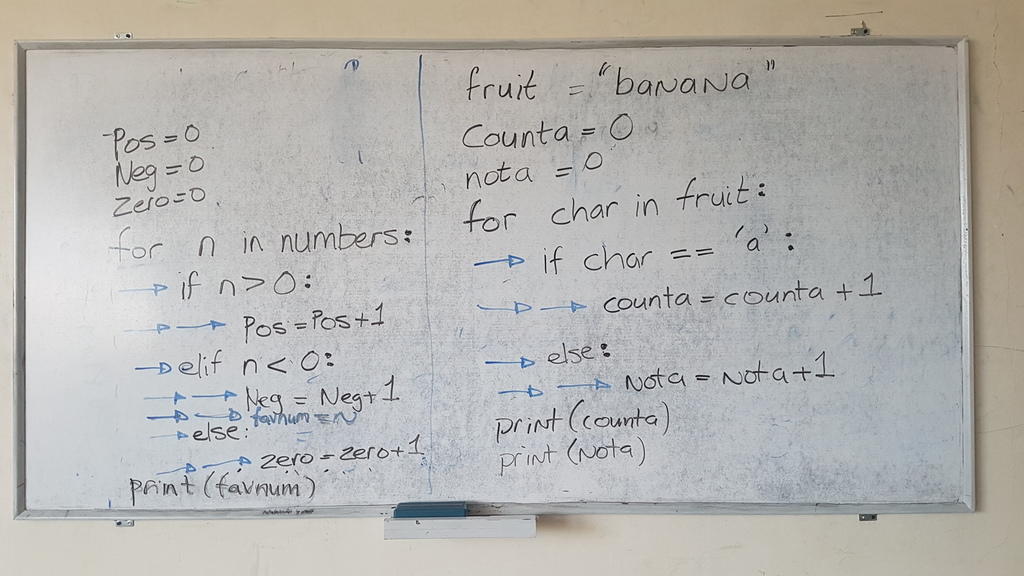 Pos = 0
Neg = 0
Zero = 0
for n in numbers:
→ if n > 0:
→ → Pos = Pos + 1
→ elif n < 0:
→ → Neg = Neg + 1
→ → favnum = N
→ else:
→ → zero = zero + 1
print (favnum)
fruit = "baNaNa"
Counta = 0
nota = 0
for char in fruit:
→ if char == 'a':
→ → counta = counta + 1
→ else:
→ → Nota = Nota + 1
print (counta)
print (Nota)